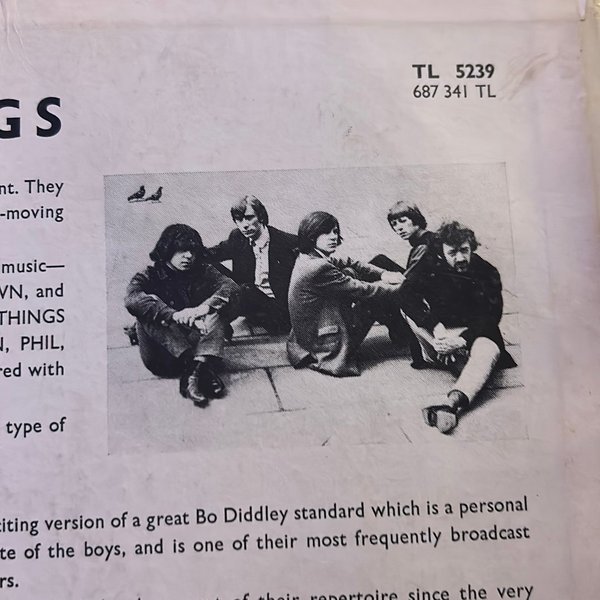 TL 5239
687 341 TL
GS
nt. They
-moving
music—
WN, and
THINGS
N, PHIL,
red with
type of
citing version of a great Bo Diddley standard which is a personal
te of the boys, and is one of their most frequently broadcast
rs.
of their repertoire since the very